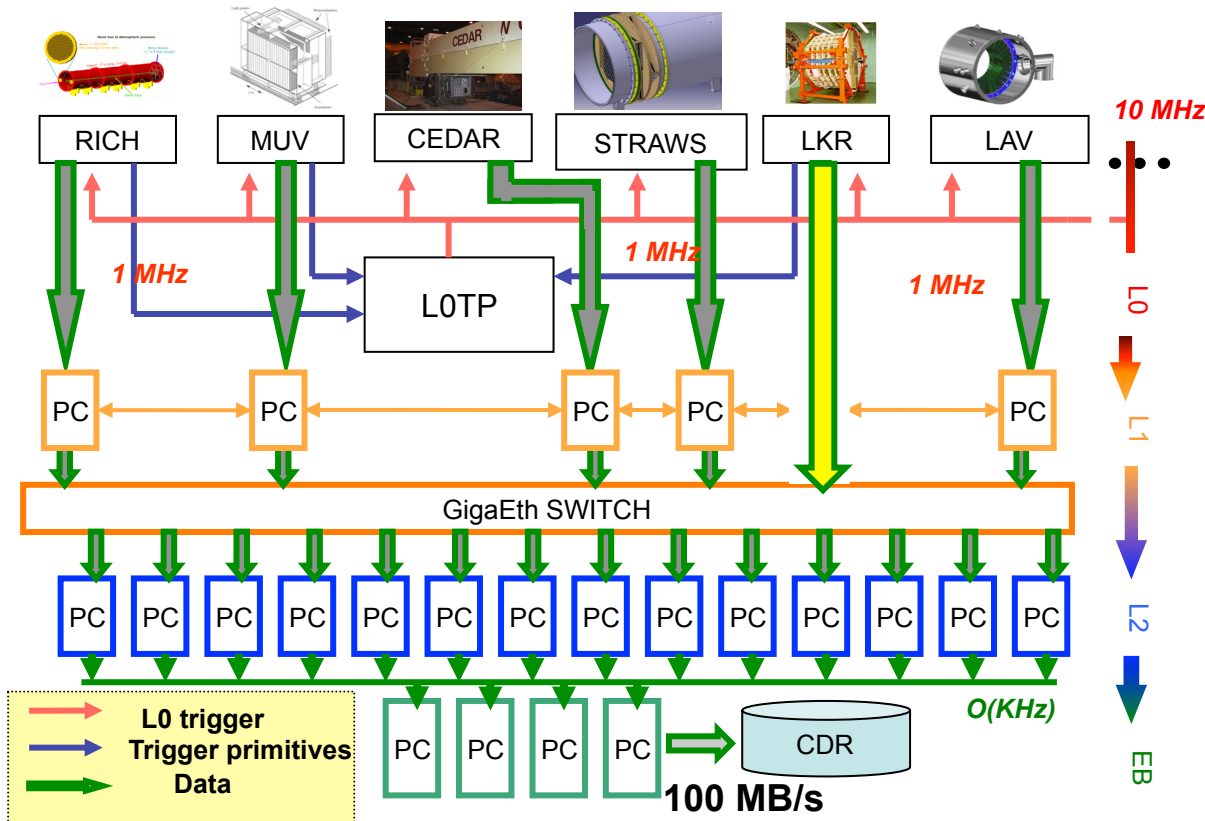 CEDAR
10 MHz
RICH
MUV
CEDAR
STRAWS
LKR
LAV
1 MHz
1 MHz
1 MHz
L0TP
L0
PC
PC
PC
PC
PC
L1
GigaEth SWITCH
PC
PC
PC
PC
PC
PC
PC
PC
PC
PC
PC
PC
PC
PC
L2
O(KHz)
L0 trigger
Trigger primitives
Data
PC
PC
PC
PC
CDR
100 MB/s
EB